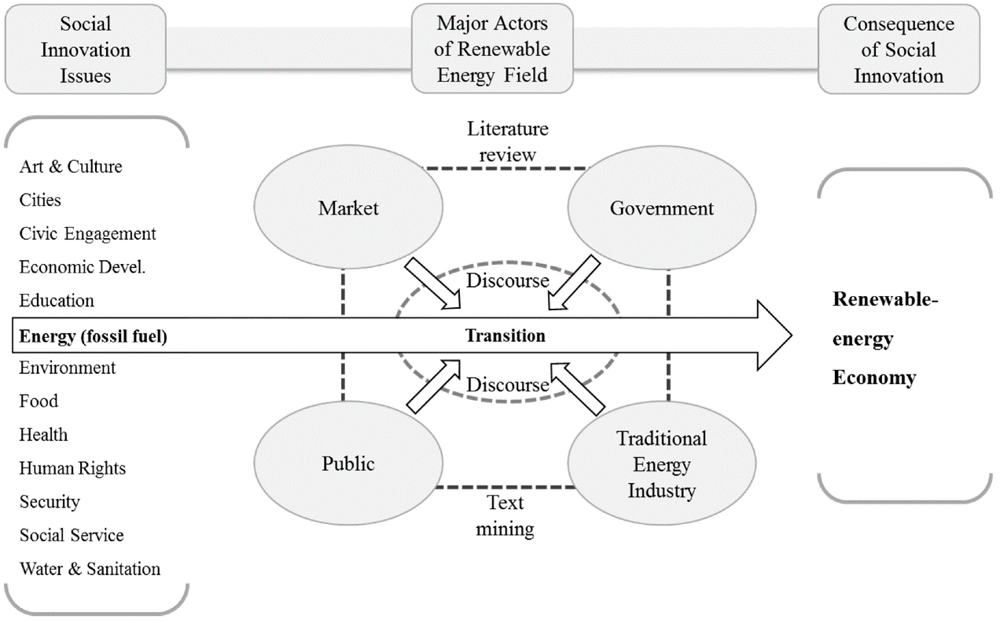 Social
Innovation
Issues
Major Actors
of Renewable
Energy Field
Consequence
of Social
Innovation
Art & Culture
Cities
Civic Engagement
Economic Devel.
Education
Energy (fossil fuel)
Environment
Food
Health
Human Rights
Security
Social Service
Water & Sanitation
Literature
review
Market
Government
Discourse
Transition
Discourse
Public
Traditional
Energy
Industry
Text
mining
Renewable-
energy
Economy